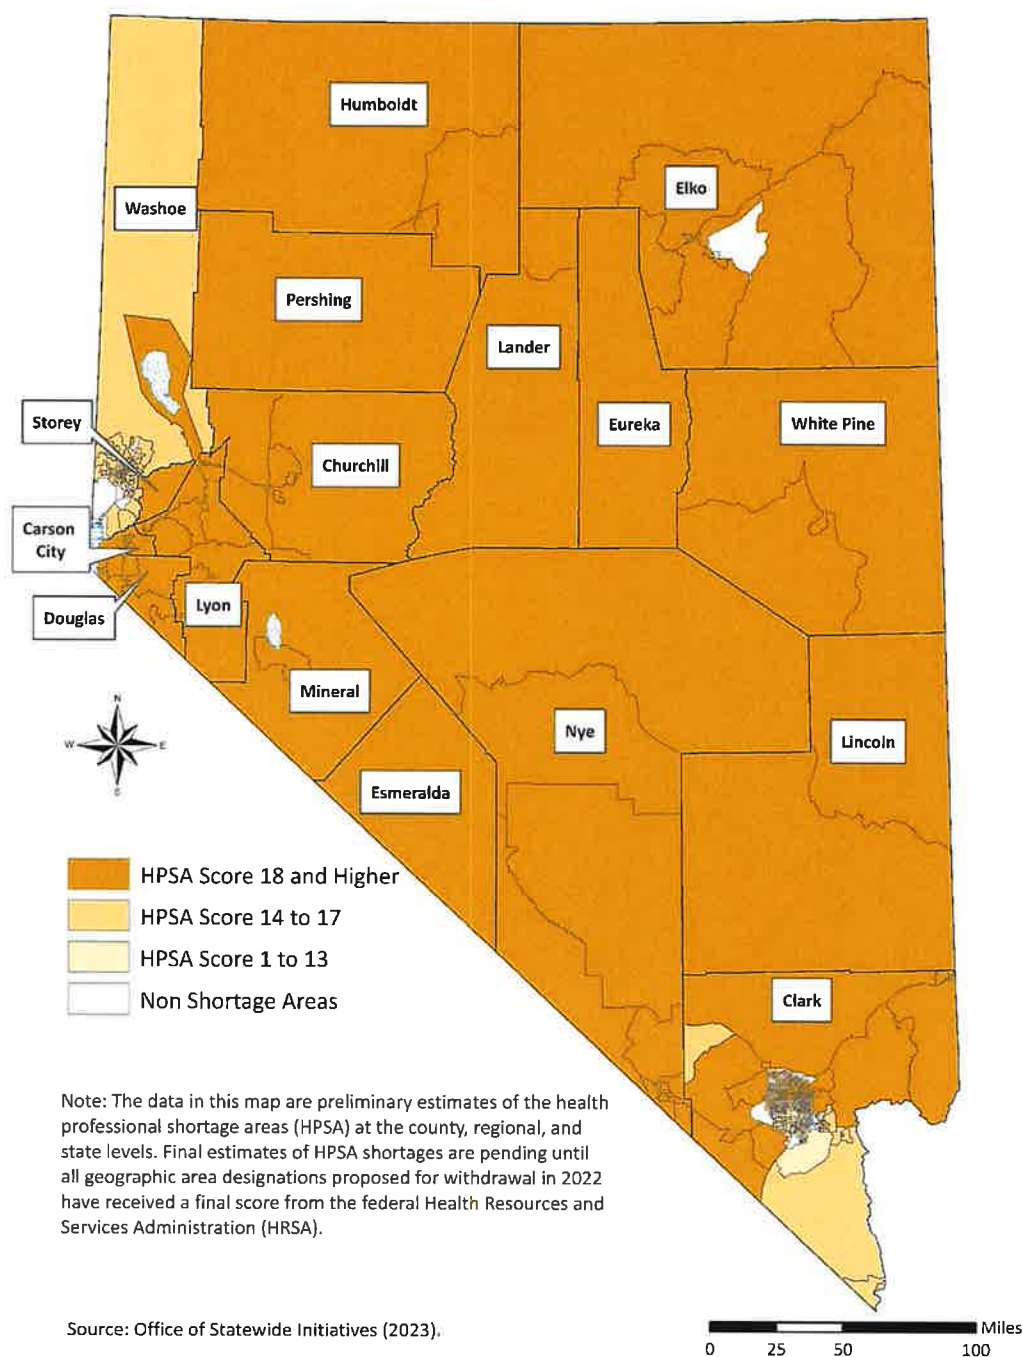 Humboldt
Elko
Washoe
Pershing
Lander
Storey
Eureka
White Pine
Churchill
Carson
City
Lyon
Douglas
Mineral
N
W
E
S
Nye
Lincoln
Esmeralda
HPSA Score 18 and Higher
HPSA Score 14 to 17
HPSA Score 1 to 13
Non Shortage Areas
Clark
Note: The data in this map are preliminary estimates of the health
professional shortage areas (HPSA) at the county, regional, and
state levels. Final estimates of HPSA shortages are pending until
all geographic area designations proposed for withdrawal in 2022
have received a final score from the federal Health Resources and
Services Administration (HRSA).
Source: Office of Statewide Initiatives (2023).
Miles
0 25 50 100